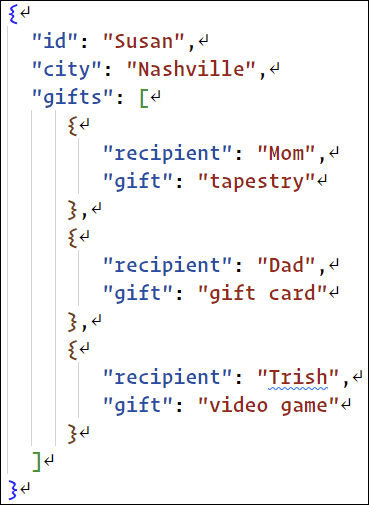 {↵
"id": "Susan",↵
"city": "Nashville",↵
"gifts": [↵
{↵
"recipient": "Mom",↵
"gift": "tapestry"↵
},↵
{↵
"recipient": "Dad",↵
"gift": "gift card"↵
},↵
{↵
"recipient": "Trish",↵
"gift": "video game"↵
}↵
]↵
}↵